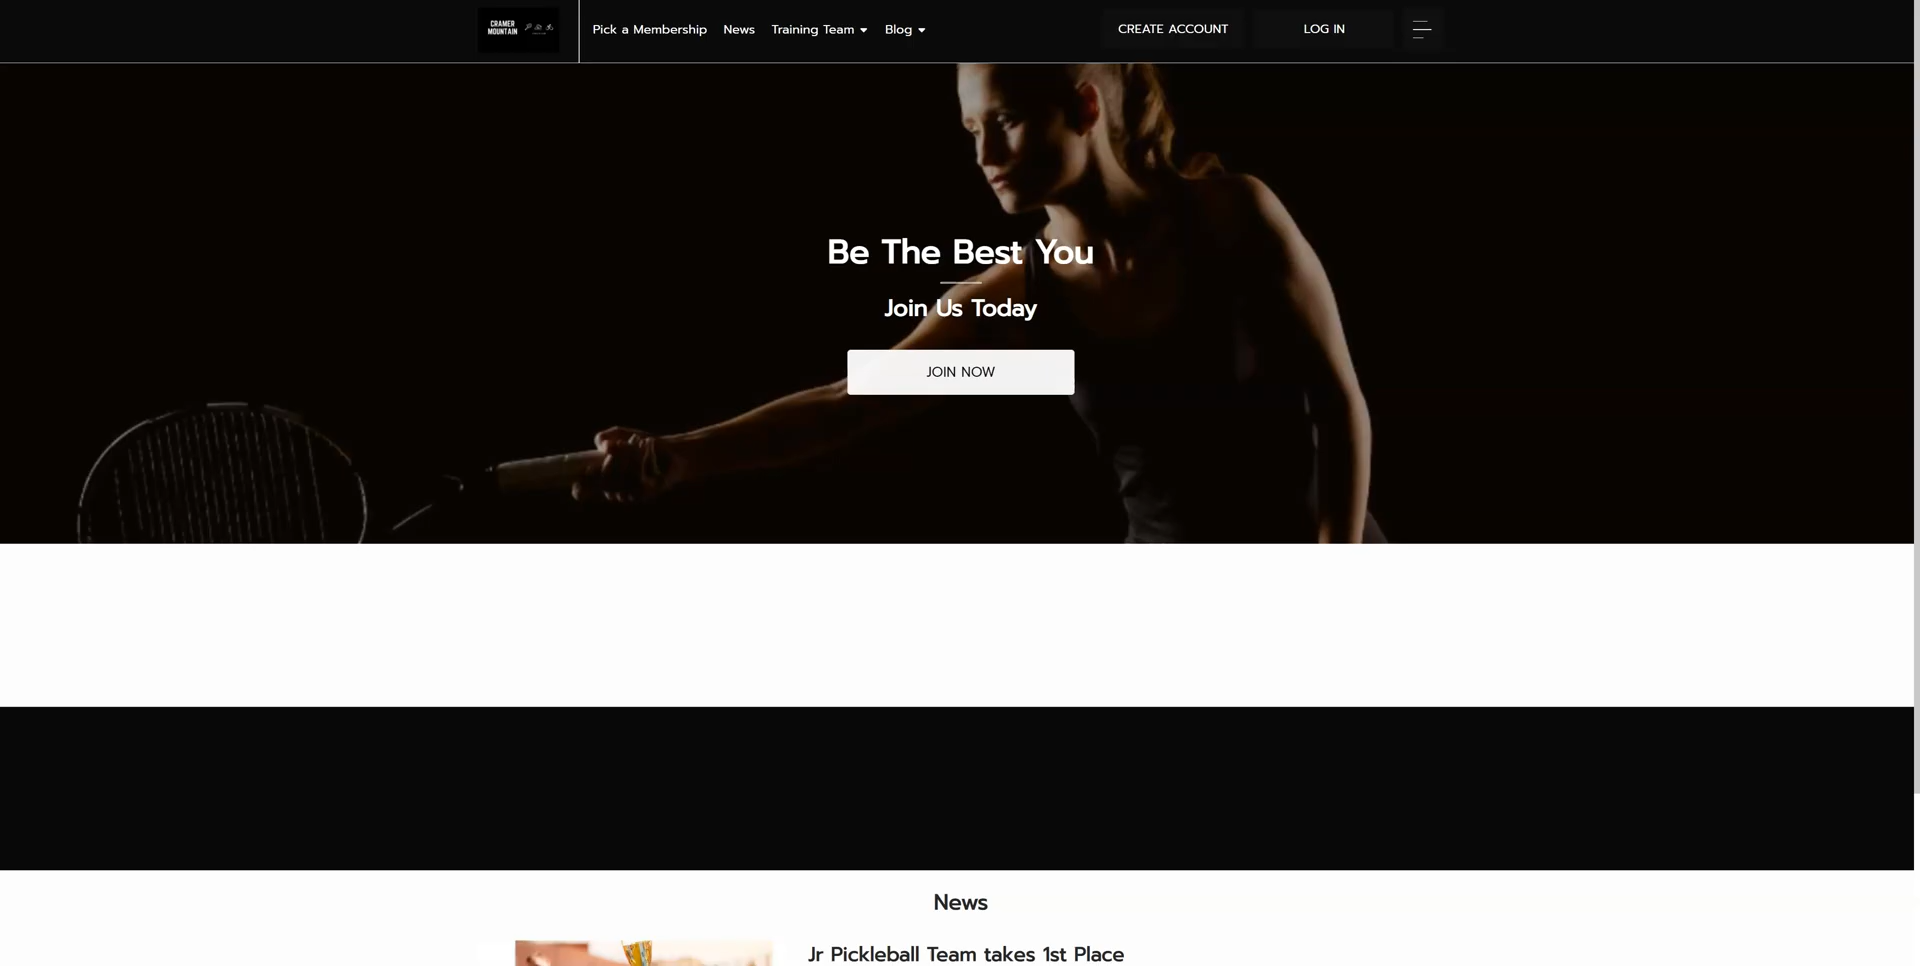 CRAMER
MOUNTAIN
Pick a Membership
News
Training Team
Blog
CREATE ACCOUNT
LOG IN
Be The Best You
Join Us Today
JOIN NOW
News
Jr Pickleball Team takes 1st Place